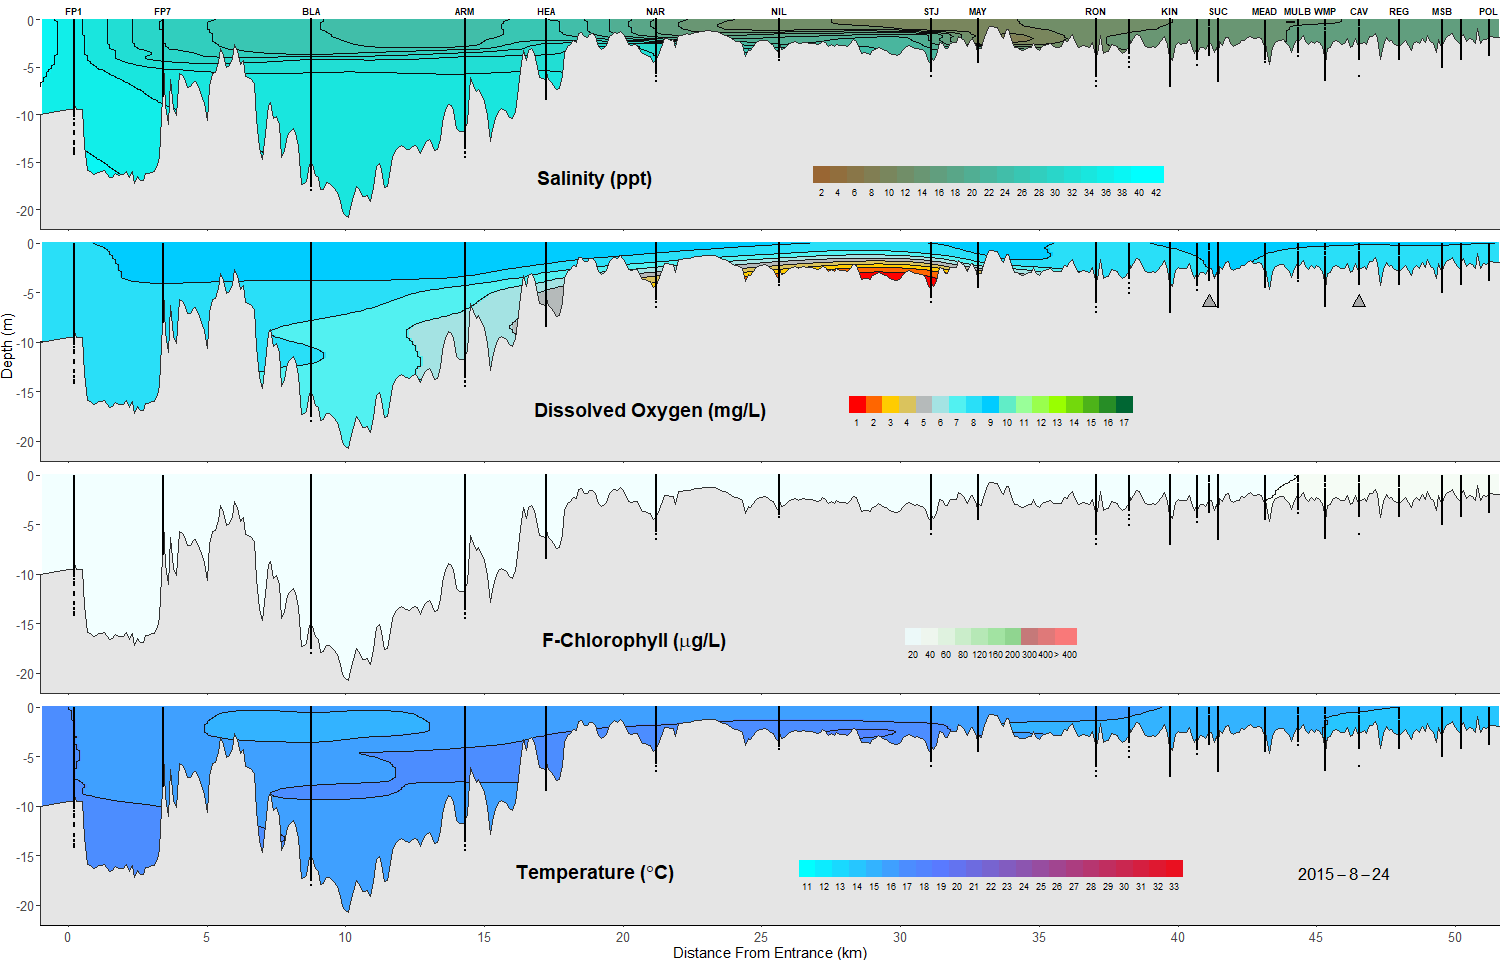 FP1 FP7 BLA ARM HEA NAR NIL STJ MAY RON KIN SUC MEAD MULB WMP CAV REG MSB POL
0
-5
-10
-15
-20
Salinity (ppt)
2 4 6 8 10 12 14 16 18 20 22 24 26 28 30 32 34 36 38 40 42
0
-5
-10
-15
-20
Depth (m)
Dissolved Oxygen (mg/L)
1 2 3 4 5 6 7 8 9 10 11 12 13 14 15 16 17
0
-5
-10
-15
-20
F-Chlorophyll (μg/L)
20 40 60 80 120 160 200 300 400 > 400
0
-5
-10
-15
-20
Temperature (°C)
11 12 13 14 15 16 17 18 19 20 21 22 23 24 25 26 27 28 29 30 31 32 33
2015-8-24
0 5 10 15 20 25 30 35 40 45 50
Distance From Entrance (km)